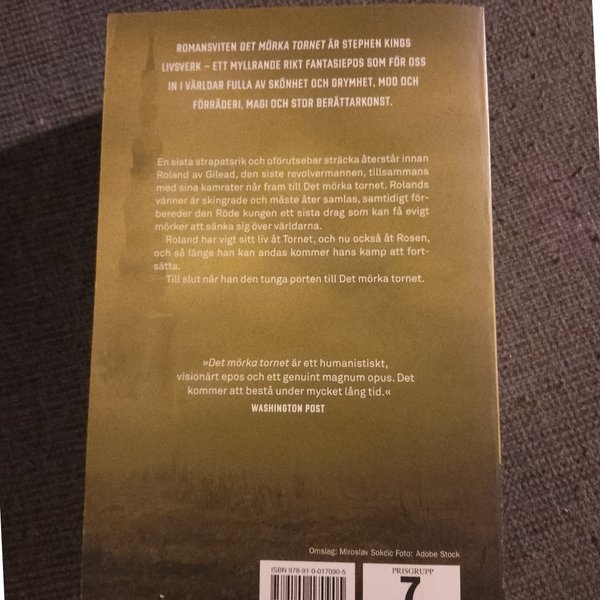 ROMANSVITEN DET MÖRKA TORNET ÄR STEPHEN KINGS
LIVSVERK – ETT MYLLRANDE RIKT FANTASIEPOS SOM FÖR OSS
IN I VÄRLDAR FULLA AV SKÖNHET OCH GRYMHET, MOD OCH
FÖRRÄDERI, MAGI OCH STOR BERÄTTARKONST.
En sista strapatsrik och oförutsebar sträcka återstår innan
Roland av Gilead, den siste revolvermannen, tillsammans
med sina kamrater når fram till Det mörka tornet. Rolands
vänner är skingrade och måste åter samlas, samtidigt för-
bereder den Röde kungen ett sista drag som kan få evigt
mörker att sänka sig över världarna.
Roland har vigt sitt liv åt Tornet, och nu också åt Rosen,
och så länge han kan andas kommer hans kamp att fort-
sätta.
Till slut når han den tunga porten till Det mörka tornet.
»Det mörka tornet är ett humanistiskt,
visionärt epos och ett genuint magnum opus. Det
kommer att bestå under mycket lång tid.«
WASHINGTON POST
Omslag: Miroslav Sokcic Foto: Adobe Stock
ISBN 978-91-0-017090-5
PRISGRUPP
7